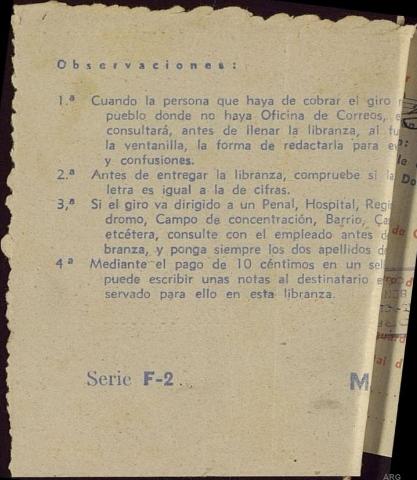 Observaciones:
1.ª Cuando la persona que haya de cobrar el giro
pueblo donde no haya Oficina de Correos,
consultará, antes de llenar la libranza, al
la ventanilla, la forma de redactarla para
y confusiones.
2.ª Antes de entregar la libranza, compruebe si
letra es igual a la de cifras.
3,ª Si el giro va dirigido a un Penal, Hospital,
dromo, Campo de concentración, Barrio,
etcétera, consulte con el empleado antes
branza, y ponga siempre los dos apellidos
4ª Mediante el pago de 10 céntimos en un
puede escribir unas notas al destinatario
servado para ello en esta libranza.
Serie F-2
ARG